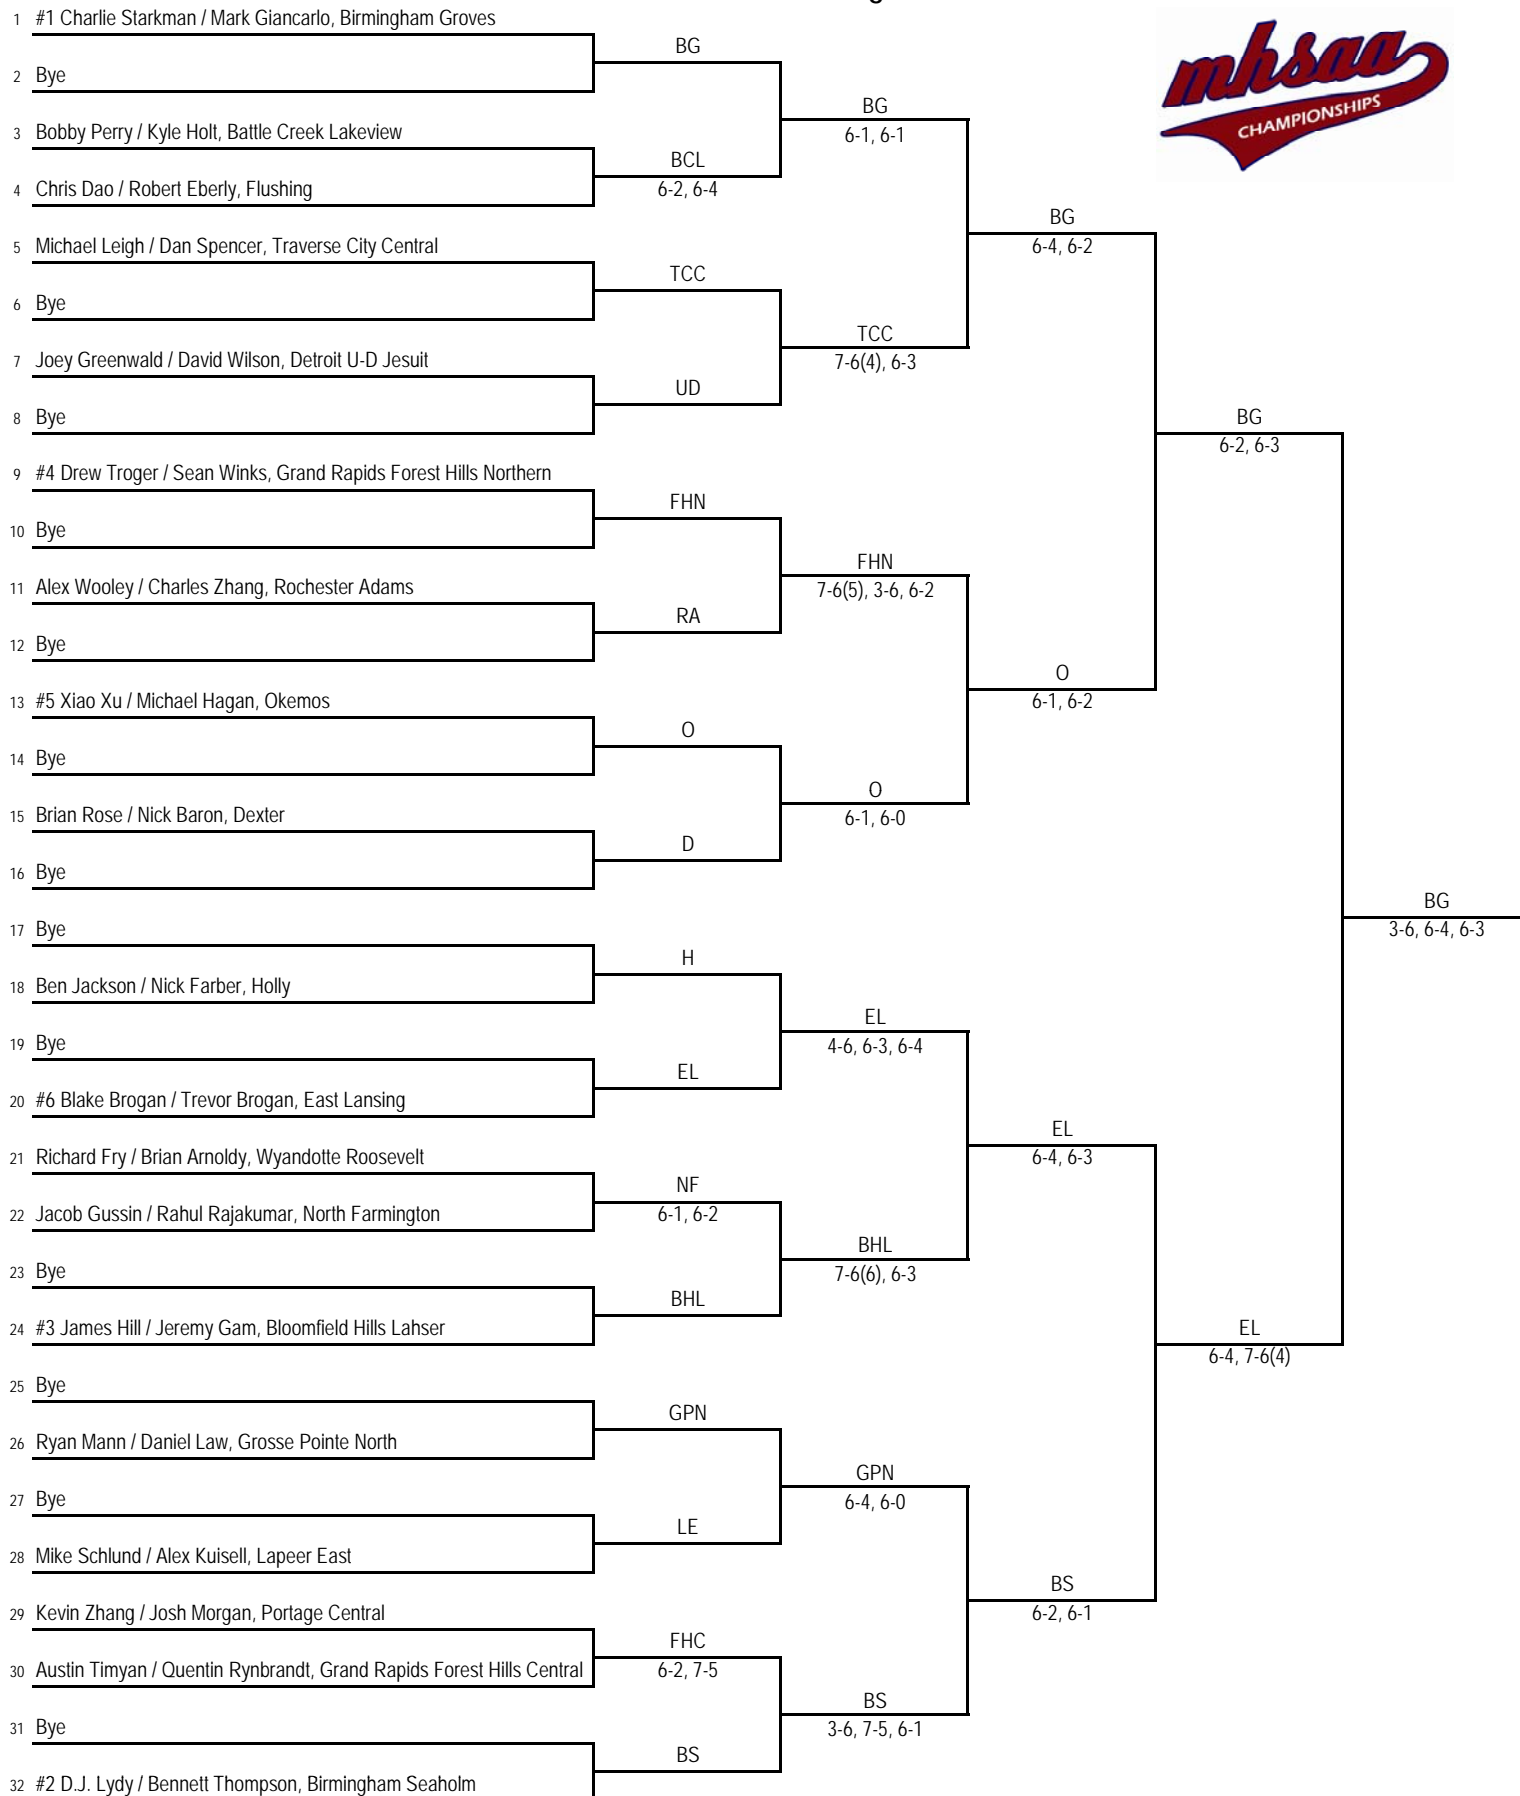 1 #1 Charlie Starkman / Mark Giancarlo, Birmingham Groves
2 Bye
3 Bobby Perry / Kyle Holt, Battle Creek Lakeview
4 Chris Dao / Robert Eberly, Flushing
5 Michael Leigh / Dan Spencer, Traverse City Central
6 Bye
7 Joey Greenwald / David Wilson, Detroit U-D Jesuit
8 Bye
9 #4 Drew Troger / Sean Winks, Grand Rapids Forest Hills Northern
10 Bye
11 Alex Wooley / Charles Zhang, Rochester Adams
12 Bye
13 #5 Xiao Xu / Michael Hagan, Okemos
14 Bye
15 Brian Rose / Nick Baron, Dexter
16 Bye
17 Bye
18 Ben Jackson / Nick Farber, Holly
19 Bye
20 #6 Blake Brogan / Trevor Brogan, East Lansing
21 Richard Fry / Brian Arnoldy, Wyandotte Roosevelt
22 Jacob Gussin / Rahul Rajakumar, North Farmington
23 Bye
24 #3 James Hill / Jeremy Gam, Bloomfield Hills Lahser
25 Bye
26 Ryan Mann / Daniel Law, Grosse Pointe North
27 Bye
28 Mike Schlund / Alex Kuisell, Lapeer East
29 Kevin Zhang / Josh Morgan, Portage Central
30 Austin Timyan / Quentin Rynbrandt, Grand Rapids Forest Hills Central
31 Bye
32 #2 D.J. Lydy / Bennett Thompson, Birmingham Seaholm
BG
BCL
6-2, 6-4
TCC
UD
FHN
RA
O
D
H
EL
NF
6-1, 6-2
BHL
GPN
LE
FHC
6-2, 7-5
BS
BG
6-1, 6-1
TCC
7-6(4), 6-3
FHN
7-6(5), 3-6, 6-2
O
6-1, 6-0
EL
4-6, 6-3, 6-4
BHL
7-6(6), 6-3
GPN
6-4, 6-0
BS
3-6, 7-5, 6-1
BG
6-4, 6-2
O
6-1, 6-2
EL
6-4, 6-3
BS
6-2, 6-1
BG
6-2, 6-3
EL
6-4, 7-6(4)
BG
3-6, 6-4, 6-3
mhsaa
CHAMPIONSHIPS